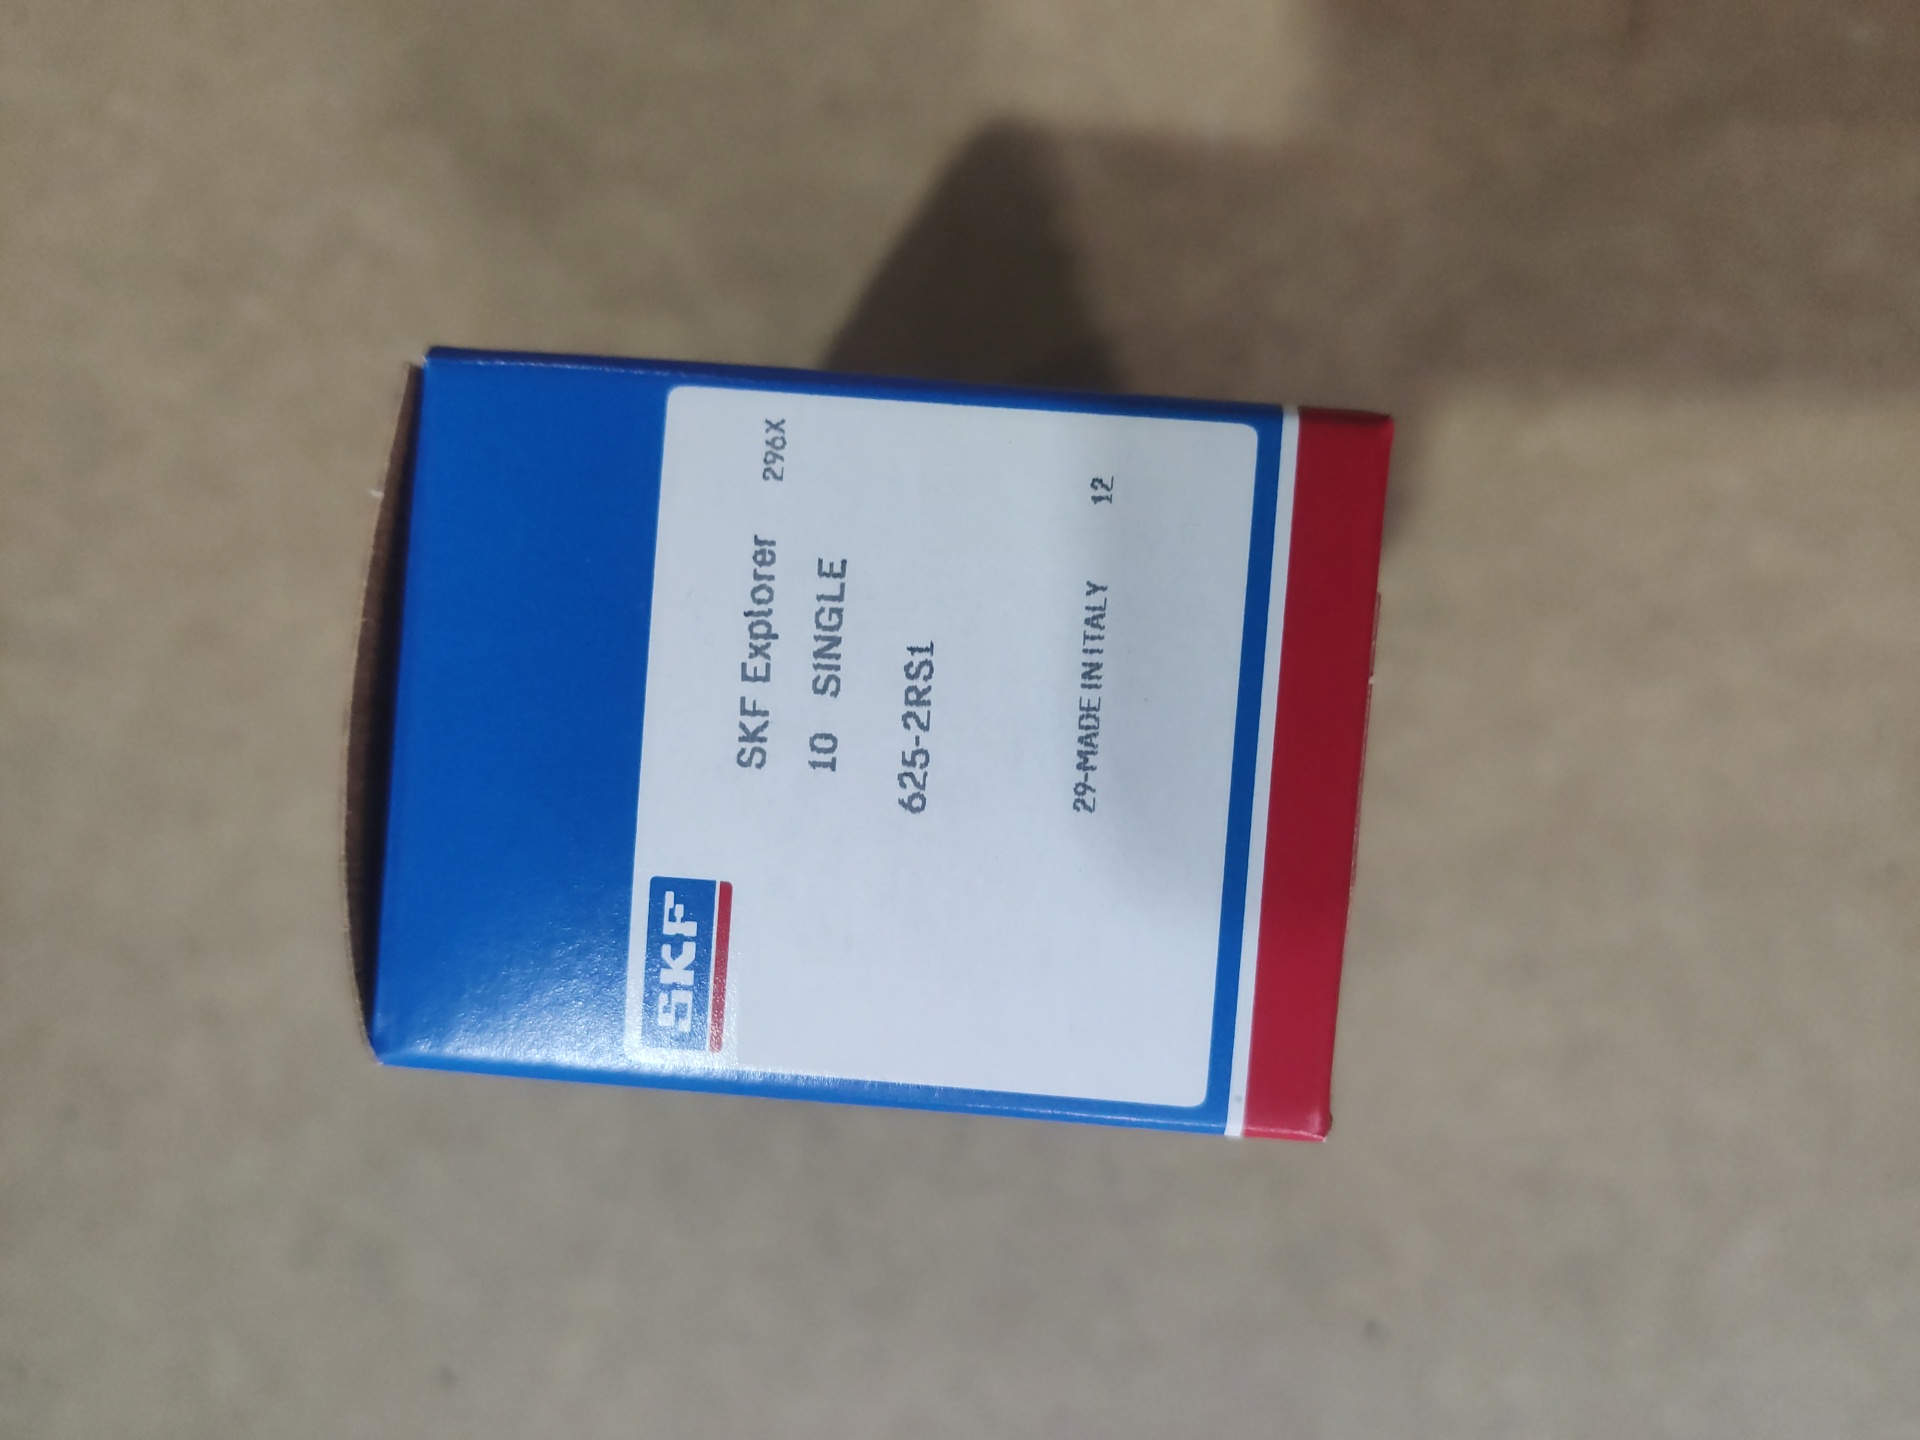 SKF
296X
SKF Explorer
10 SINGLE
625-2RS1
29-MADE IN ITALY 12